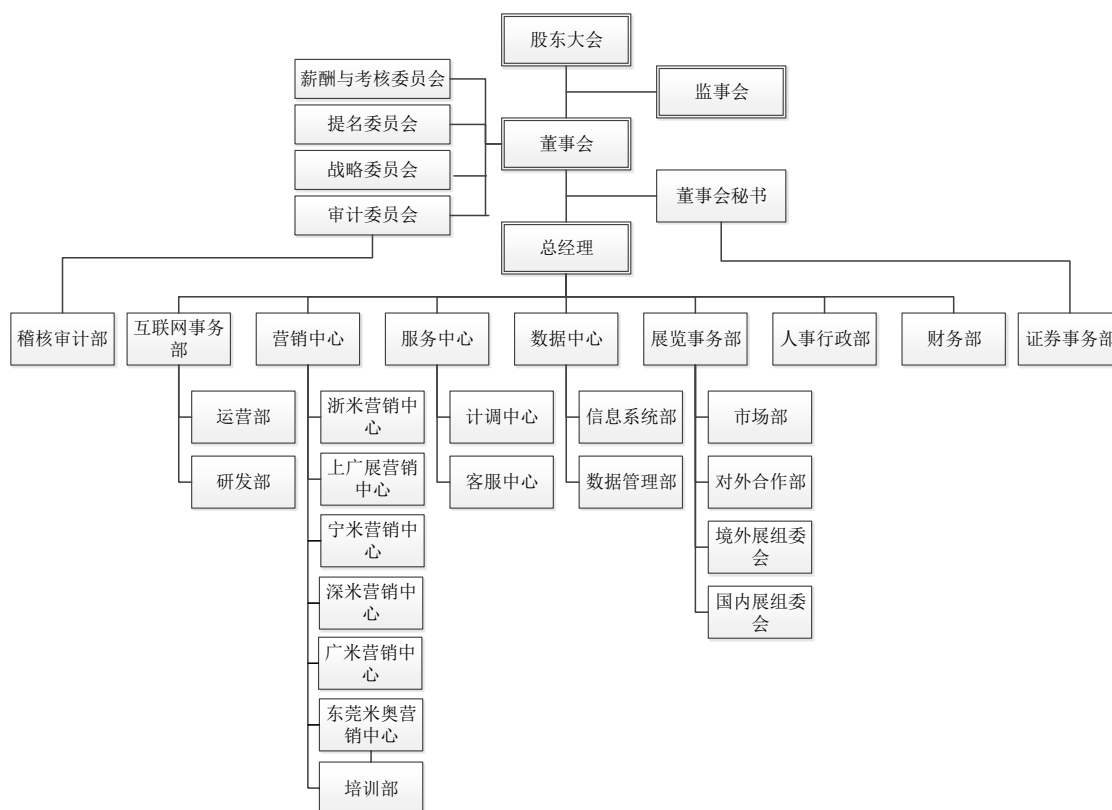 股东大会
薪酬与考核委员会
监事会
提名委员会
董事会
战略委员会
董事会秘书
审计委员会
总经理
稽核审计部
互联网事务
部
营销中心
服务中心
数据中心
展览事务部
人事行政部
财务部
证券事务部
运营部
浙米营销中
心
计调中心
信息系统部
市场部
研发部
上广展营销
中心
客服中心
数据管理部
对外合作部
宁米营销中
心
境外展组委
会
深米营销中
心
国内展组委
会
广米营销中
心
东莞米奥营
销中心
培训部